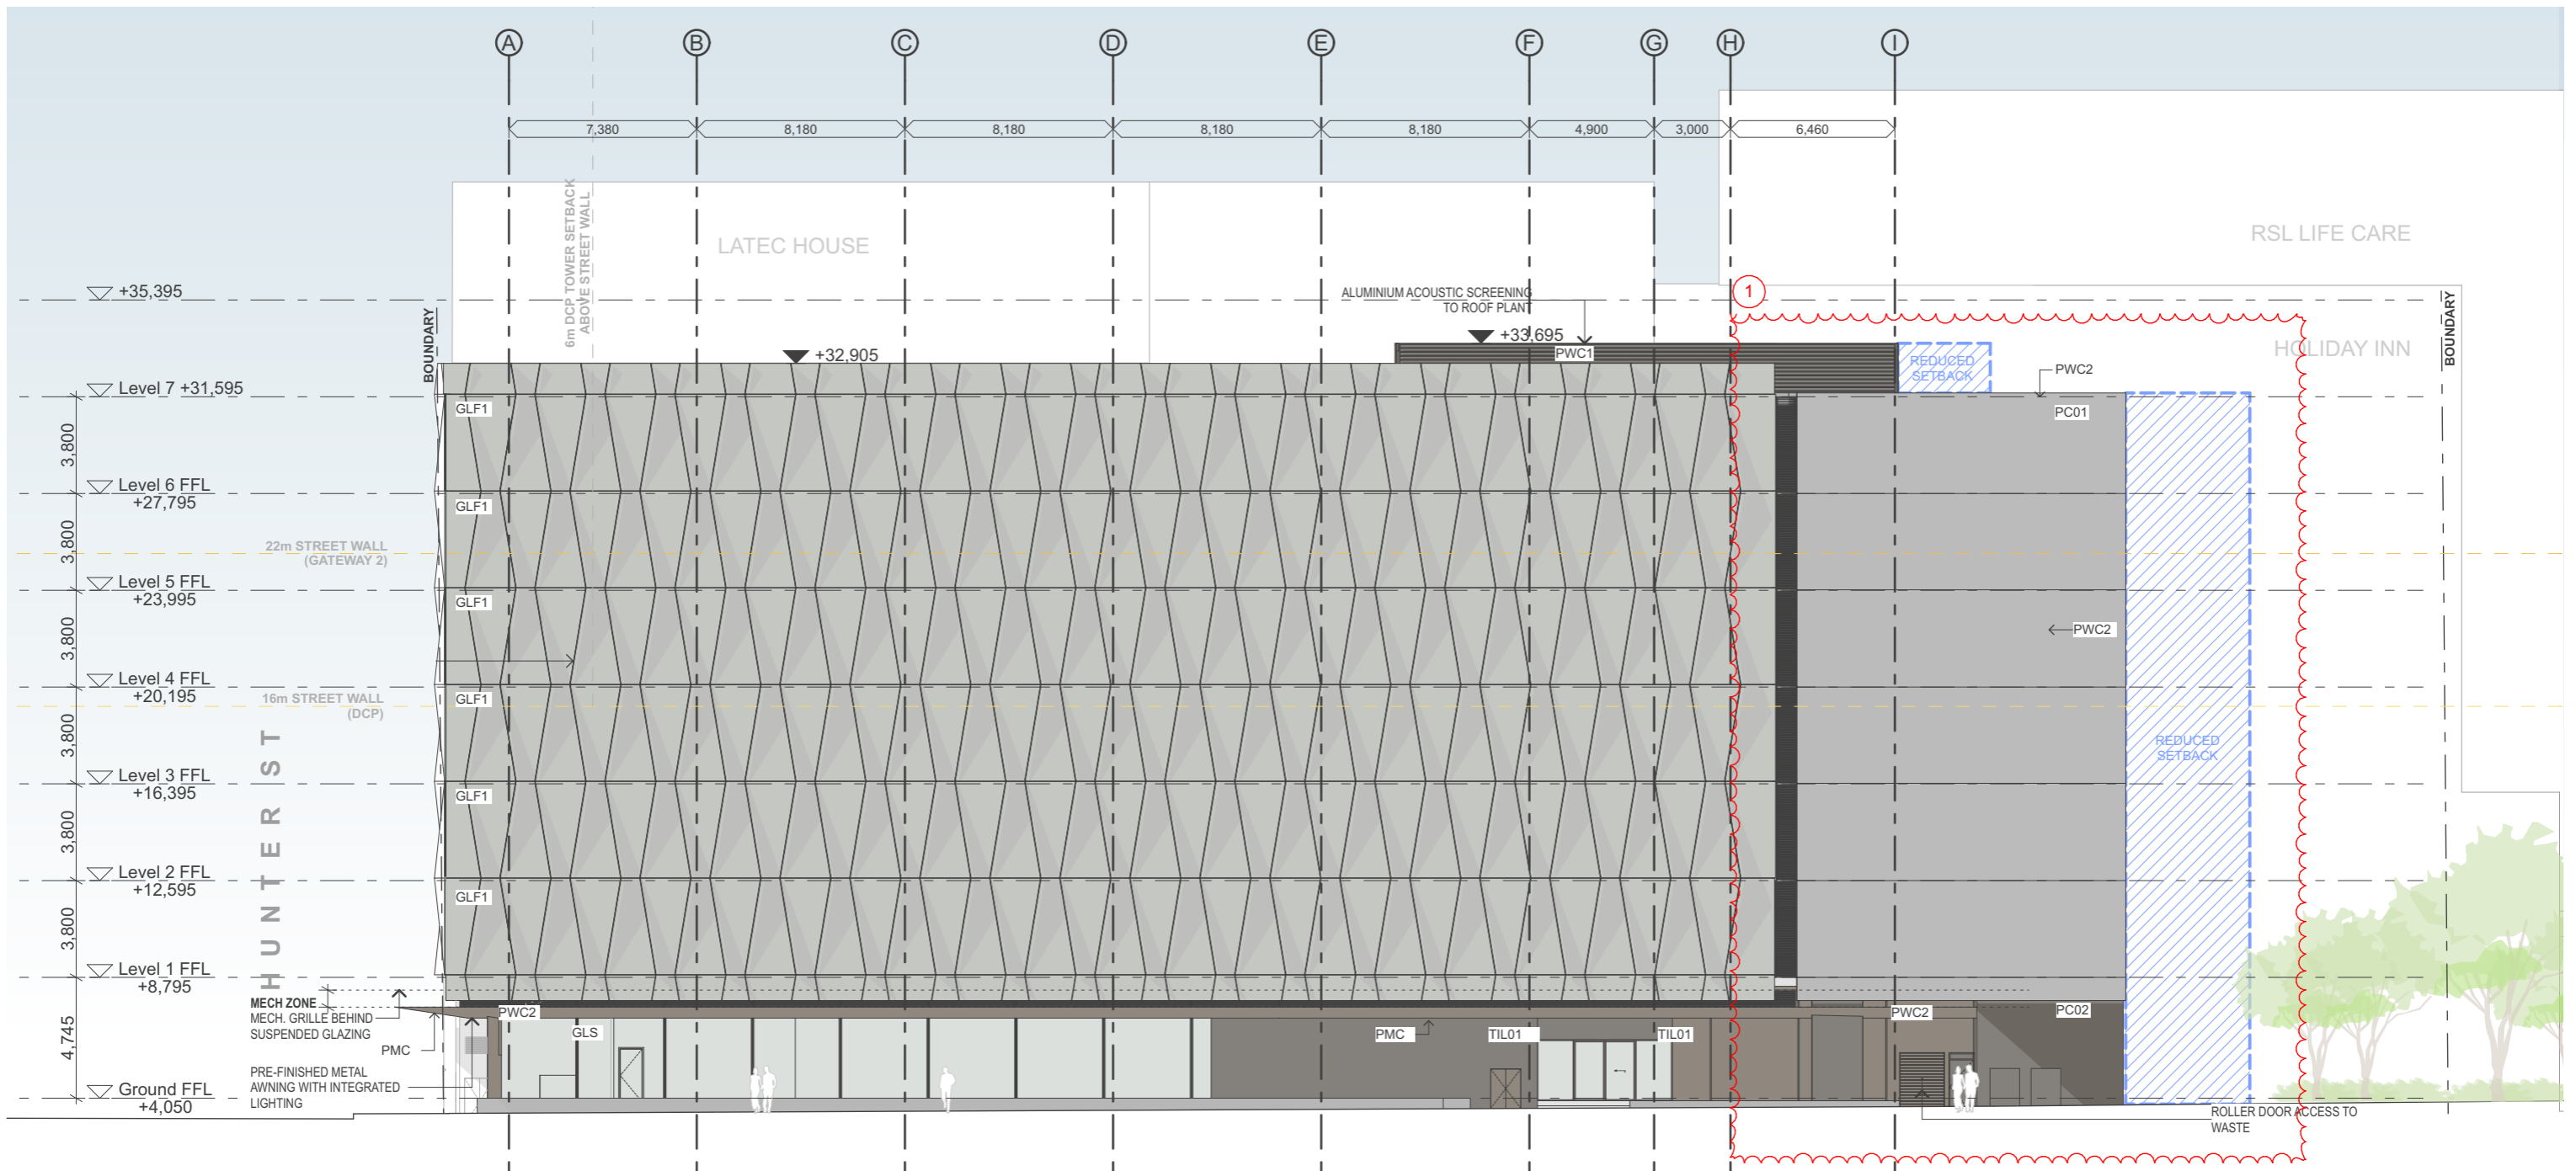 A
B
C
D
E
F
G
H
I
7,380
8,180
8,180
8,180
8,180
4,900
3,000
6,460
6m DCP TOWER SETBACK
ABOVE STREET WALL
LATEC HOUSE
RSL LIFE CARE
HOLIDAY INN
+35,395
BOUNDARY
BOUNDARY
ALUMINIUM ACOUSTIC SCREENING
TO ROOF PLANT
1
+32,905
+33,695
PWC1
REDUCED
SETBACK
PWC2
PC01
Level 7 +31,595
GLF1
3,800
Level 6 FFL
+27,795
GLF1
22m STREET WALL
(GATEWAY 2)
3,800
Level 5 FFL
+23,995
GLF1
PWC2
3,800
Level 4 FFL
+20,195
GLF1
16m STREET WALL
(DCP)
REDUCED
SETBACK
3,800
Level 3 FFL
+16,395
GLF1
HUNTER ST
3,800
Level 2 FFL
+12,595
GLF1
3,800
Level 1 FFL
+8,795
MECH ZONE
MECH. GRILLE BEHIND
SUSPENDED GLAZING
PWC2
GLS
PMC
PMC
TIL01
TIL01
PWC2
PC02
4,745
PRE-FINISHED METAL
AWNING WITH INTEGRATED
LIGHTING
Ground FFL
+4,050
ROLLER DOOR ACCESS TO
WASTE